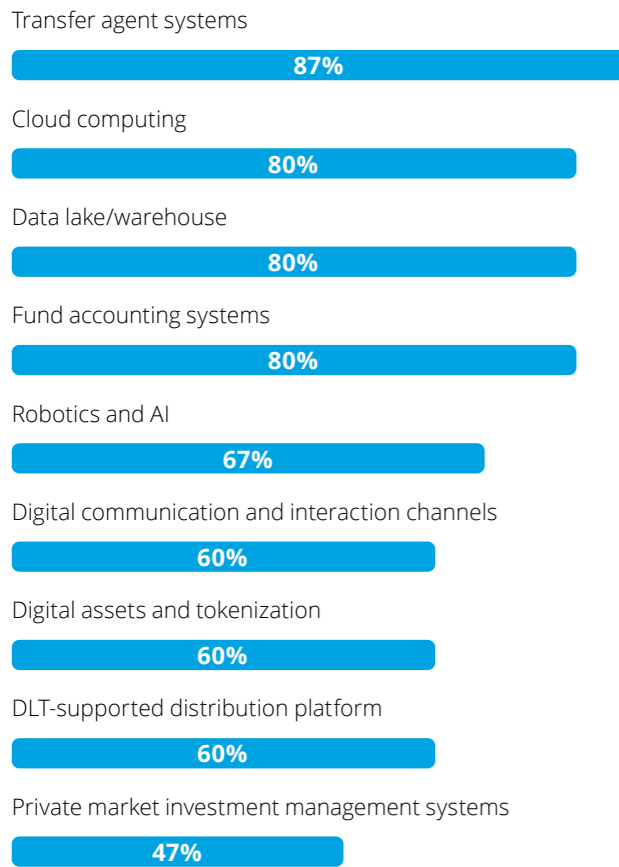 Transfer agent systems
87%
Cloud computing
80%
Data lake/warehouse
80%
Fund accounting systems
80%
Robotics and AI
67%
Digital communication and interaction channels
60%
Digital assets and tokenization
60%
DLT-supported distribution platform
60%
Private market investment management systems
47%